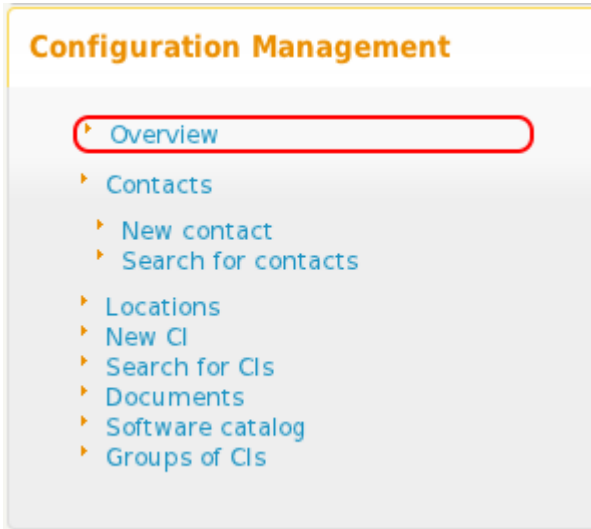 Configuration Management
Overview
Contacts
New contact
Search for contacts
Locations
New CI
Search for CIs
Documents
Software catalog
Groups of CIs